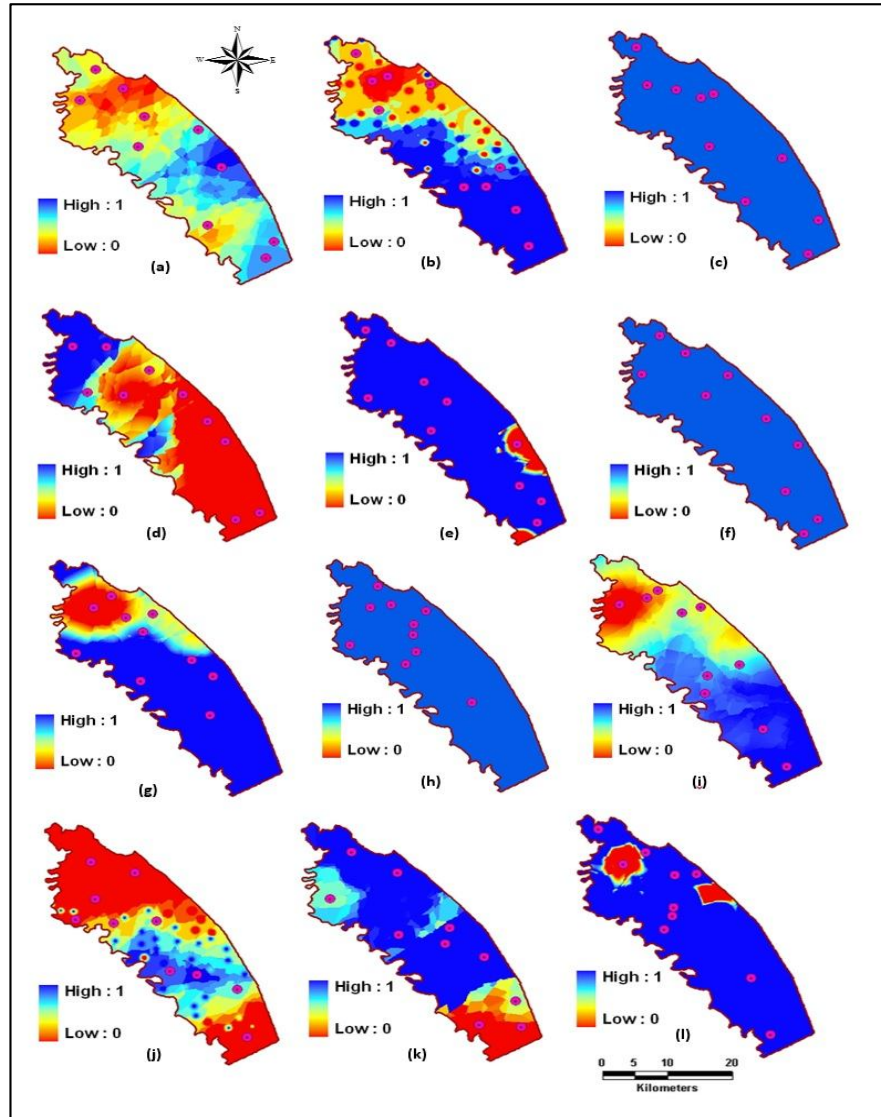 N
W E
S
High : 1
Low : 0
(a)
High : 1
Low : 0
(b)
High : 1
Low : 0
(c)
High : 1
Low : 0
(d)
High : 1
Low : 0
(e)
High : 1
Low : 0
(f)
High : 1
Low : 0
(g)
High : 1
Low : 0
(h)
High : 1
Low : 0
(i)
High : 1
Low : 0
(j)
High : 1
Low : 0
(k)
High : 1
Low : 0
(l)
0 5 10 20
Kilometers